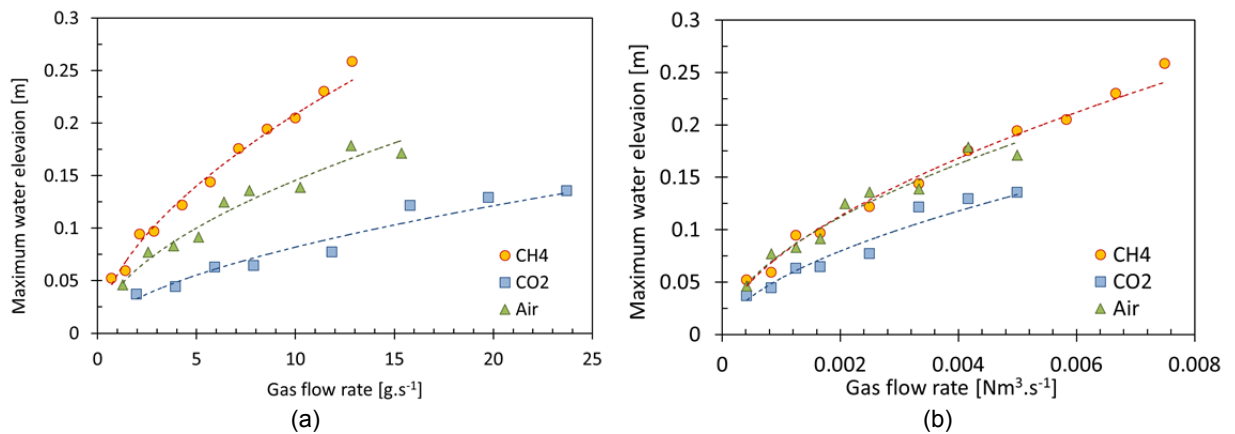 0.3
0.25
0.2
0.15
0.1
0.05
0
Maximum water elevaion [m]
CH4
CO2
Air
0 5 10 15 20 25
Gas flow rate [g.s⁻¹]
(a)
0.3
0.25
0.2
0.15
0.1
0.05
0
Maximum water elevaion [m]
CH4
CO2
Air
0 0.002 0.004 0.006 0.008
Gas flow rate [Nm³.s⁻¹]
(b)